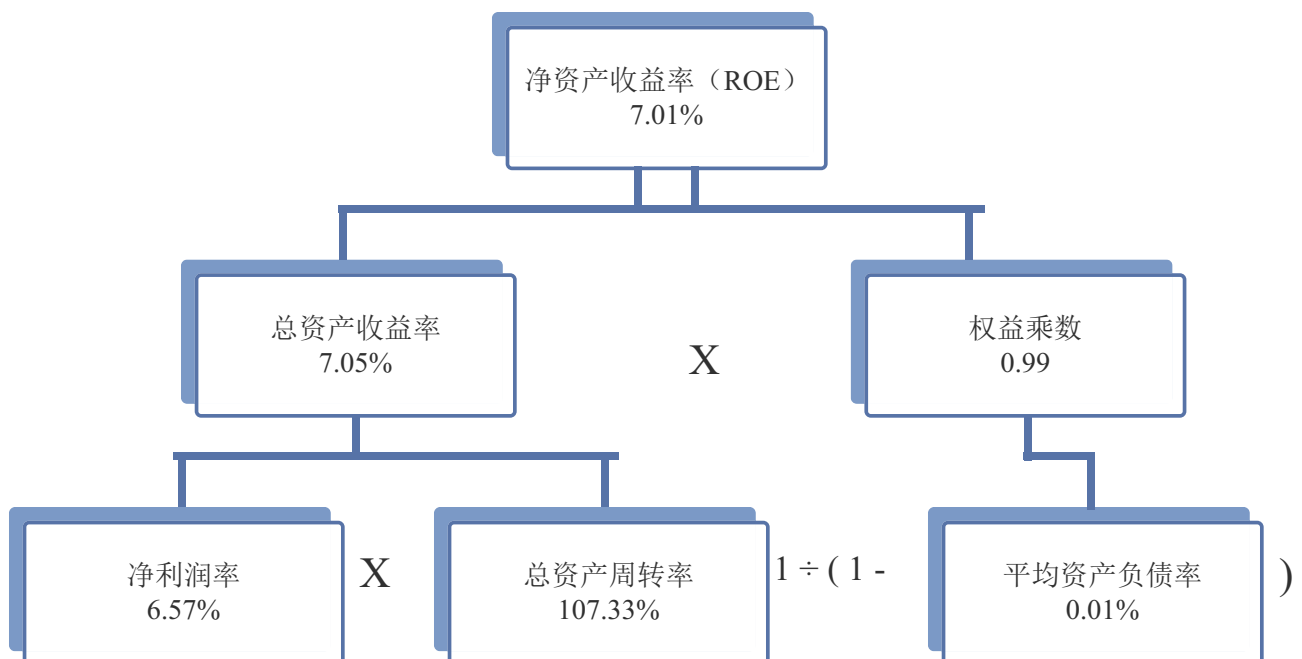 净资产收益率（ROE）
7.01%
总资产收益率
7.05%
X
权益乘数
0.99
净利润率
6.57%
X
总资产周转率
107.33%
1 ÷ ( 1 -
平均资产负债率
0.01%
)